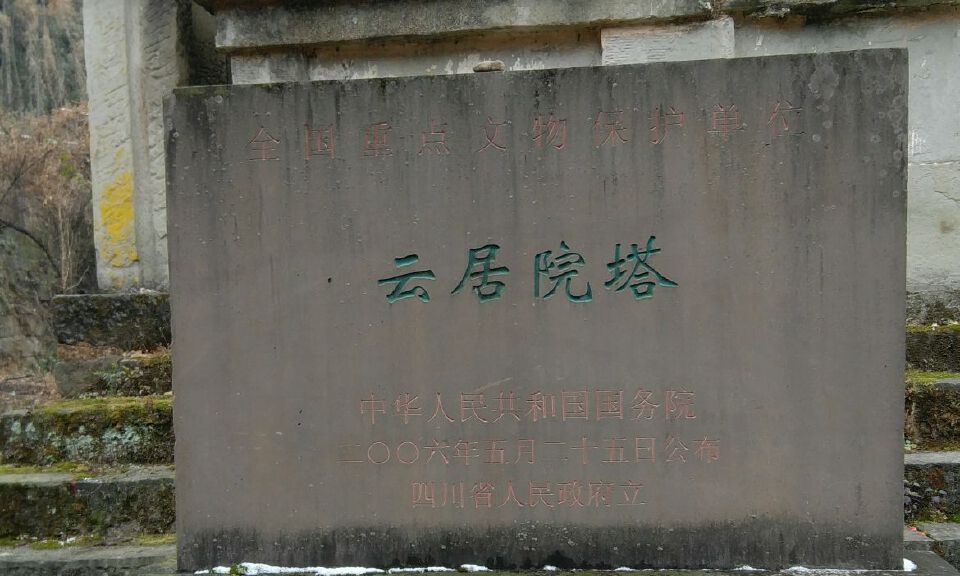 全国重点文物保护单位
云居院塔
中华人民共和国国务院
二〇〇六年五月二十五日公布
四川省人民政府立